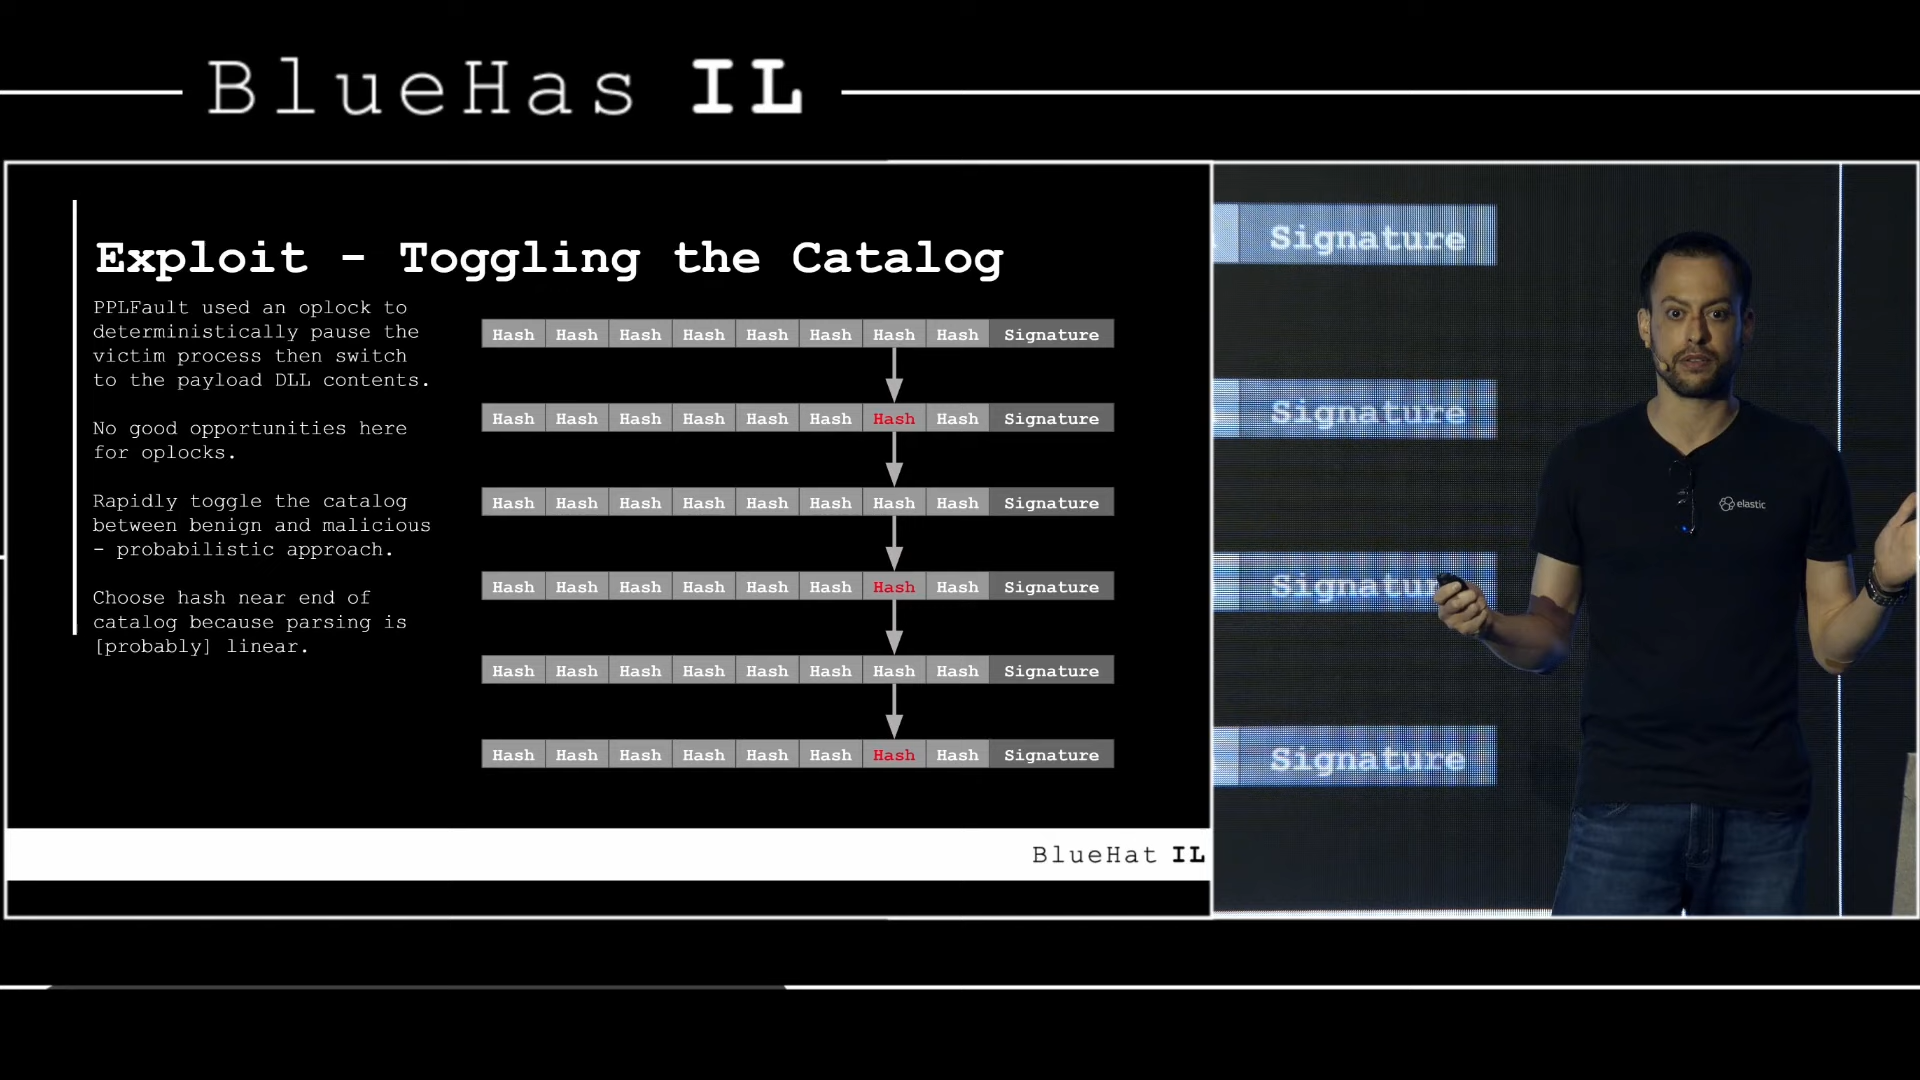 BlueHas IL
Exploit - Toggling the Catalog
PPLFault used an oplock to
deterministically pause the
victim process then switch
to the payload DLL contents.
No good opportunities here
for oplocks.
Rapidly toggle the catalog
between benign and malicious
- probabilistic approach.
Choose hash near end of
catalog because parsing is
[probably] linear.
Hash Hash Hash Hash Hash Hash Hash Hash Signature
Hash Hash Hash Hash Hash Hash Hash Hash Signature
Hash Hash Hash Hash Hash Hash Hash Hash Signature
Hash Hash Hash Hash Hash Hash Hash Hash Signature
Hash Hash Hash Hash Hash Hash Hash Hash Signature
Hash Hash Hash Hash Hash Hash Hash Hash Signature
BlueHat IL
Signature
Signature
Signature
Signature
elastic